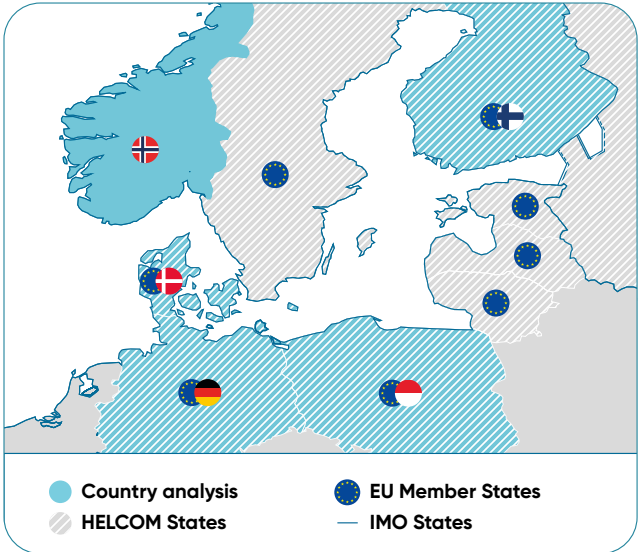 Country analysis
EU Member States
HELCOM States
IMO States